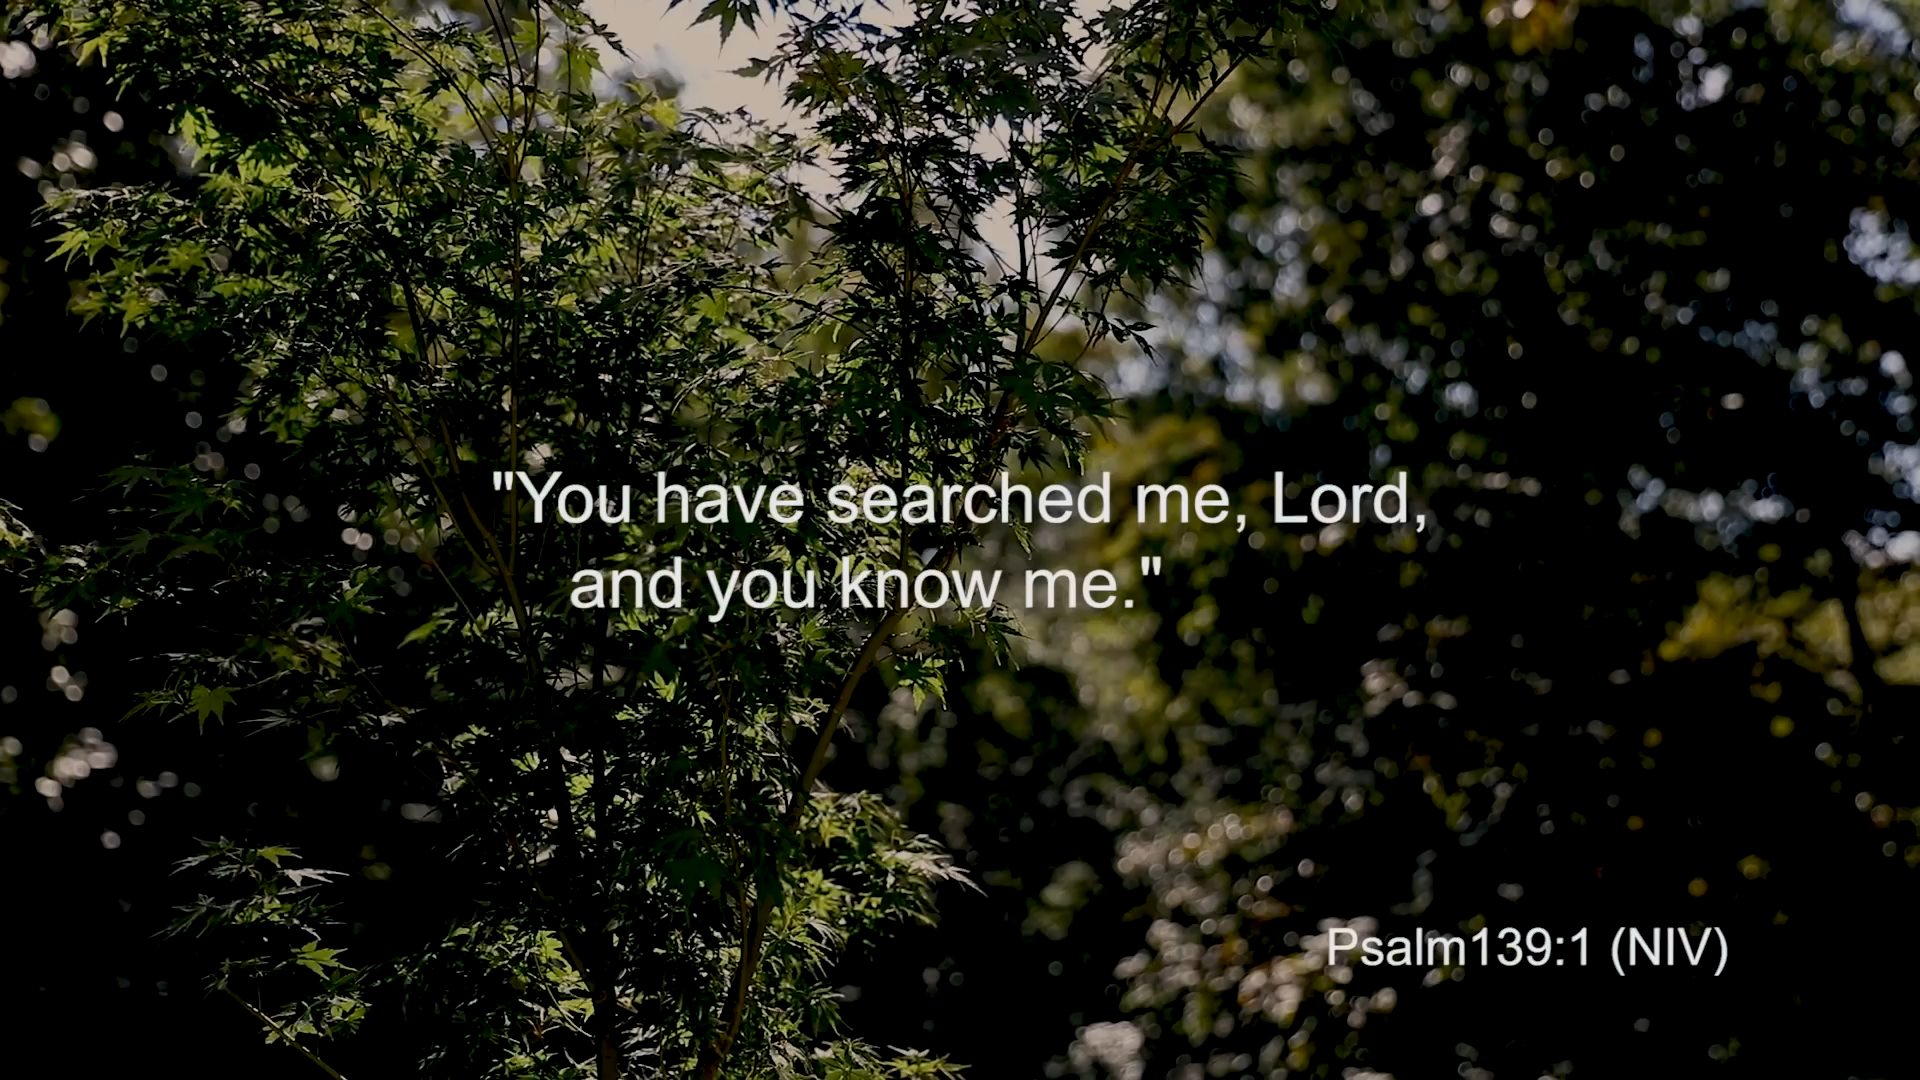 "You have searched me, Lord,
and you know me."
Psalm139:1 (NIV)